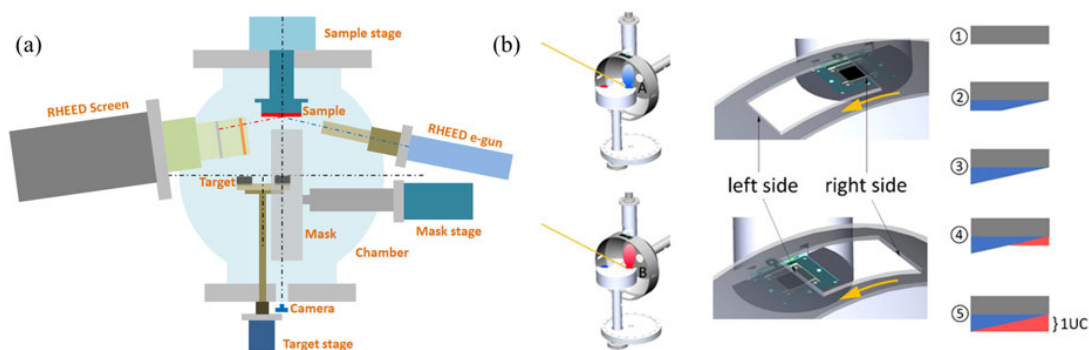 (a)
Sample stage
RHEED Screen
Sample
RHEED e-gun
Target
Mask
Mask stage
Chamber
Camera
Target stage
(b)
A
B
left side
right side
①
②
③
④
⑤
}1UC